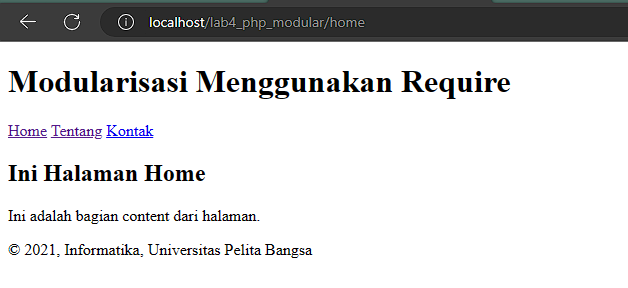 localhost/lab4_php_modular/home
Modularisasi Menggunakan Require
Home Tentang Kontak
Ini Halaman Home
Ini adalah bagian content dari halaman.
© 2021, Informatika, Universitas Pelita Bangsa